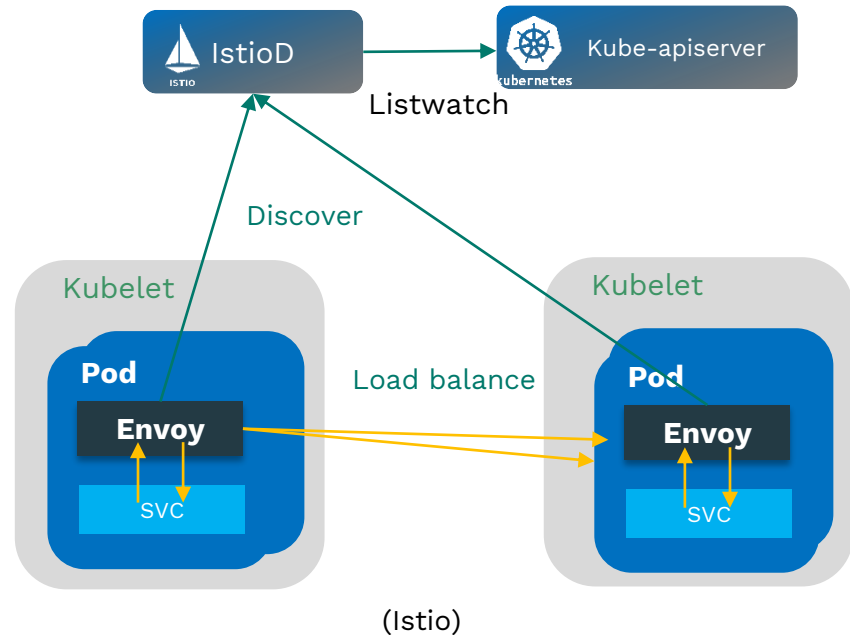 ISTIO
IstioD
kubernetes
Kube-apiserver
Listwatch
Discover
Kubelet
Kubelet
Pod
Load balance
Pod
Envoy
Envoy
SVC
SVC
(Istio)